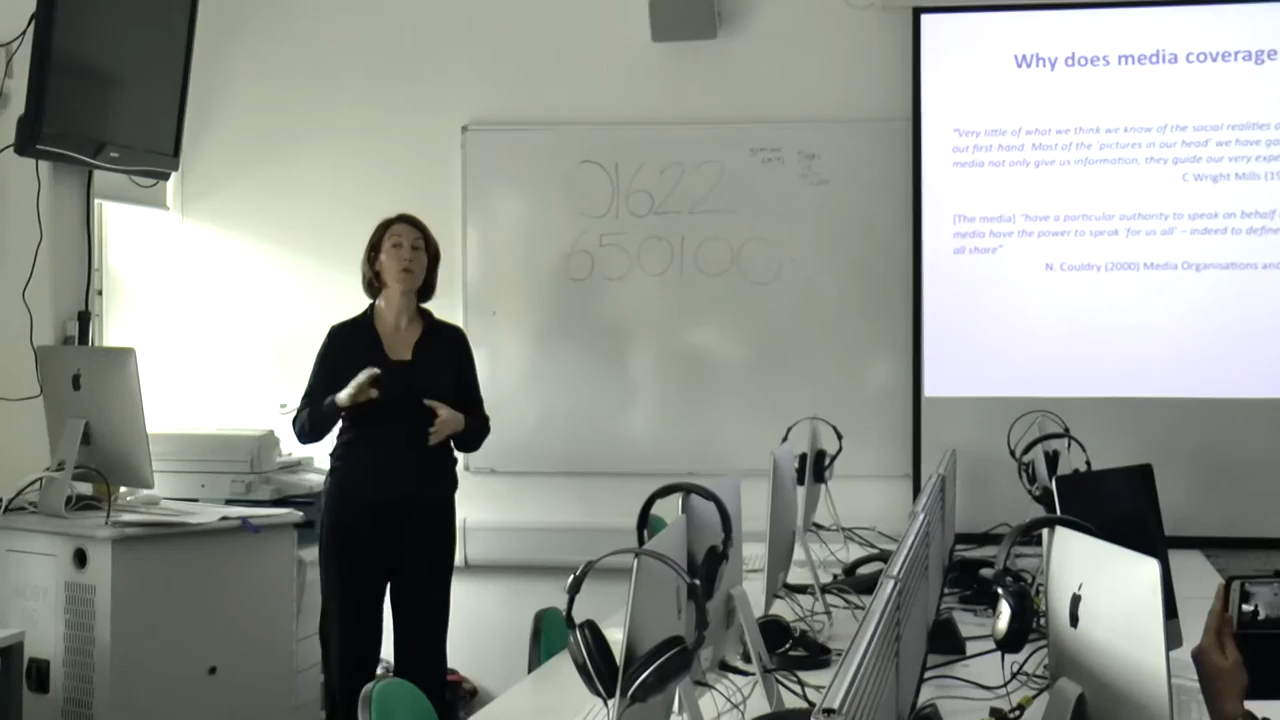 01622
650100
Why does media coverage
"Very little of what we think we know of the social realities
out first-hand. Most of the 'pictures in our head' we have
media not only give us information, they guide our very
C Wright Mills
[The media] "have a particular authority to speak on behalf
media have the power to speak 'for us all' – indeed to define
all share"
N. Couldry (2000) Media Organisations and